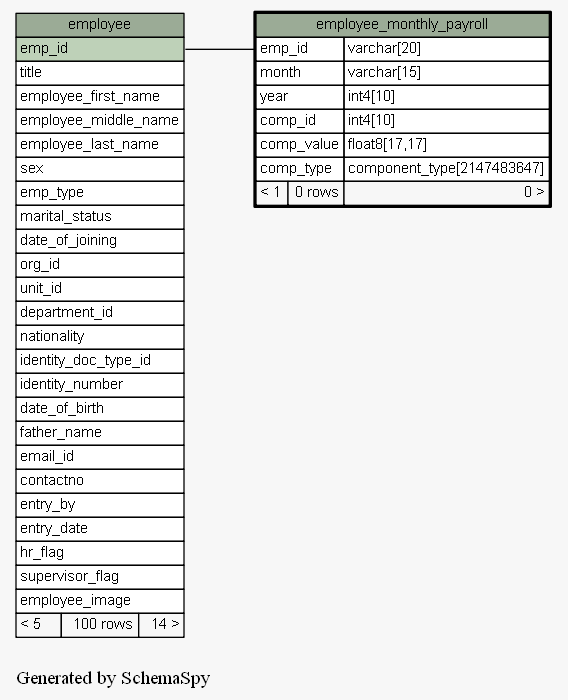 employee
emp_id
title
employee_first_name
employee_middle_name
employee_last_name
sex
emp_type
marital_status
date_of_joining
org_id
unit_id
department_id
nationality
identity_doc_type_id
identity_number
date_of_birth
father_name
email_id
contactno
entry_by
entry_date
hr_flag
supervisor_flag
employee_image
< 5 100 rows 14 >
employee_monthly_payroll
emp_id varchar[20]
month varchar[15]
year int4[10]
comp_id int4[10]
comp_value float8[17,17]
comp_type component_type[2147483647]
< 1 0 rows 0 >
Generated by SchemaSpy